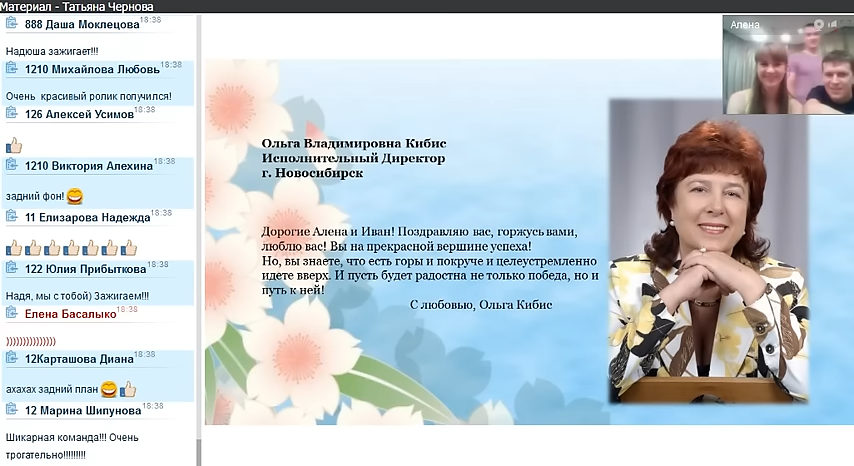 Материал - Татьяна Чернова
888 Даша Моклецова 18:38
Надюша зажигает!!!
1210 Михайлова Любовь 18:38
Очень красивый ролик получился!
126 Алексей Усимов 18:38
1210 Виктория Алехина 18:38
задний фон!
11 Елизарова Надежда 18:38
122 Юлия Прибыткова 18:38
Надя, мы с тобой) Зажигаем!!!
Елена Басалыко 18:38
)))))))))))))))
12Карташова Диана 18:38
ахахах задний план
12 Марина Шипунова 18:38
Шикарная команда!!! Очень
трогательно!!!!!!!!!
Алена
Ольга Владимировна Кибис
Исполнительный Директор
г. Новосибирск
Дорогие Алена и Иван! Поздравляю вас, горжусь вами,
люблю вас! Вы на прекрасной вершине успеха!
Но, вы знаете, что есть горы и покруче и целеустремленно
идете вверх. И пусть будет радостна не только победа, но и
путь к ней!
С любовью, Ольга Кибис